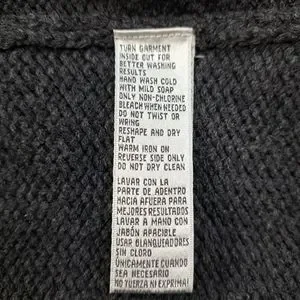 TURN GARMENT
INSIDE OUT FOR
BETTER WASHING
RESULTS
HAND WASH COLD
WITH MILD SOAP
ONLY NON-CHLORINE
BLEACH WHEN NEEDED
DO NOT TWIST OR
WRING
RESHAPE AND DRY
FLAT
WARM IRON ON
REVERSE SIDE ONLY
DO NOT DRY CLEAN
LAVAR CON LA
PARTE DE ADENTRO
HACIA AFUERA PARA
MEJORES RESULTADOS
LAVAR A MANO CON
JABÓN APACIBLE
USAR BLANQUEADORES
SIN CLORO
ÚNICAMENTE CUANDO
SEA NECESARIO
NO TUERZA NI EXPRIMA!